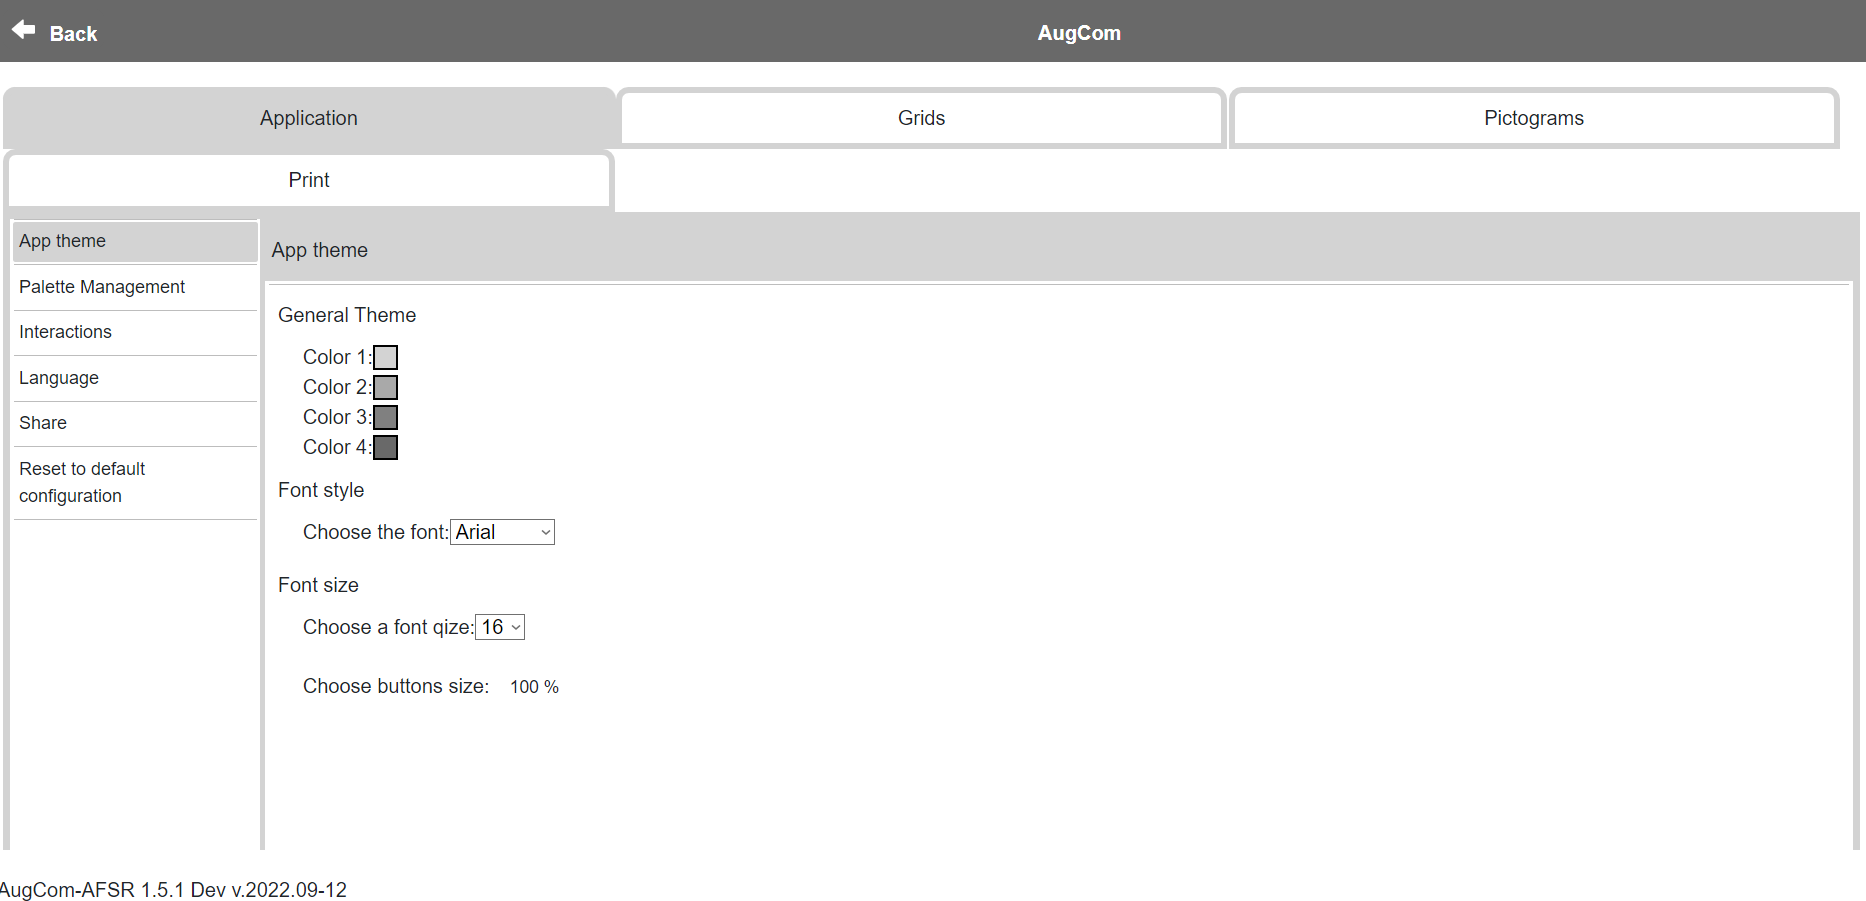 Back
AugCom
Application
Grids
Pictograms
Print
App theme
Palette Management
Interactions
Language
Share
Reset to default
configuration
App theme
General Theme
Color 1:
Color 2:
Color 3:
Color 4:
Font style
Choose the font: Arial
Font size
Choose a font qize: 16
Choose buttons size: 100 %
AugCom-AFSR 1.5.1 Dev v.2022.09-12